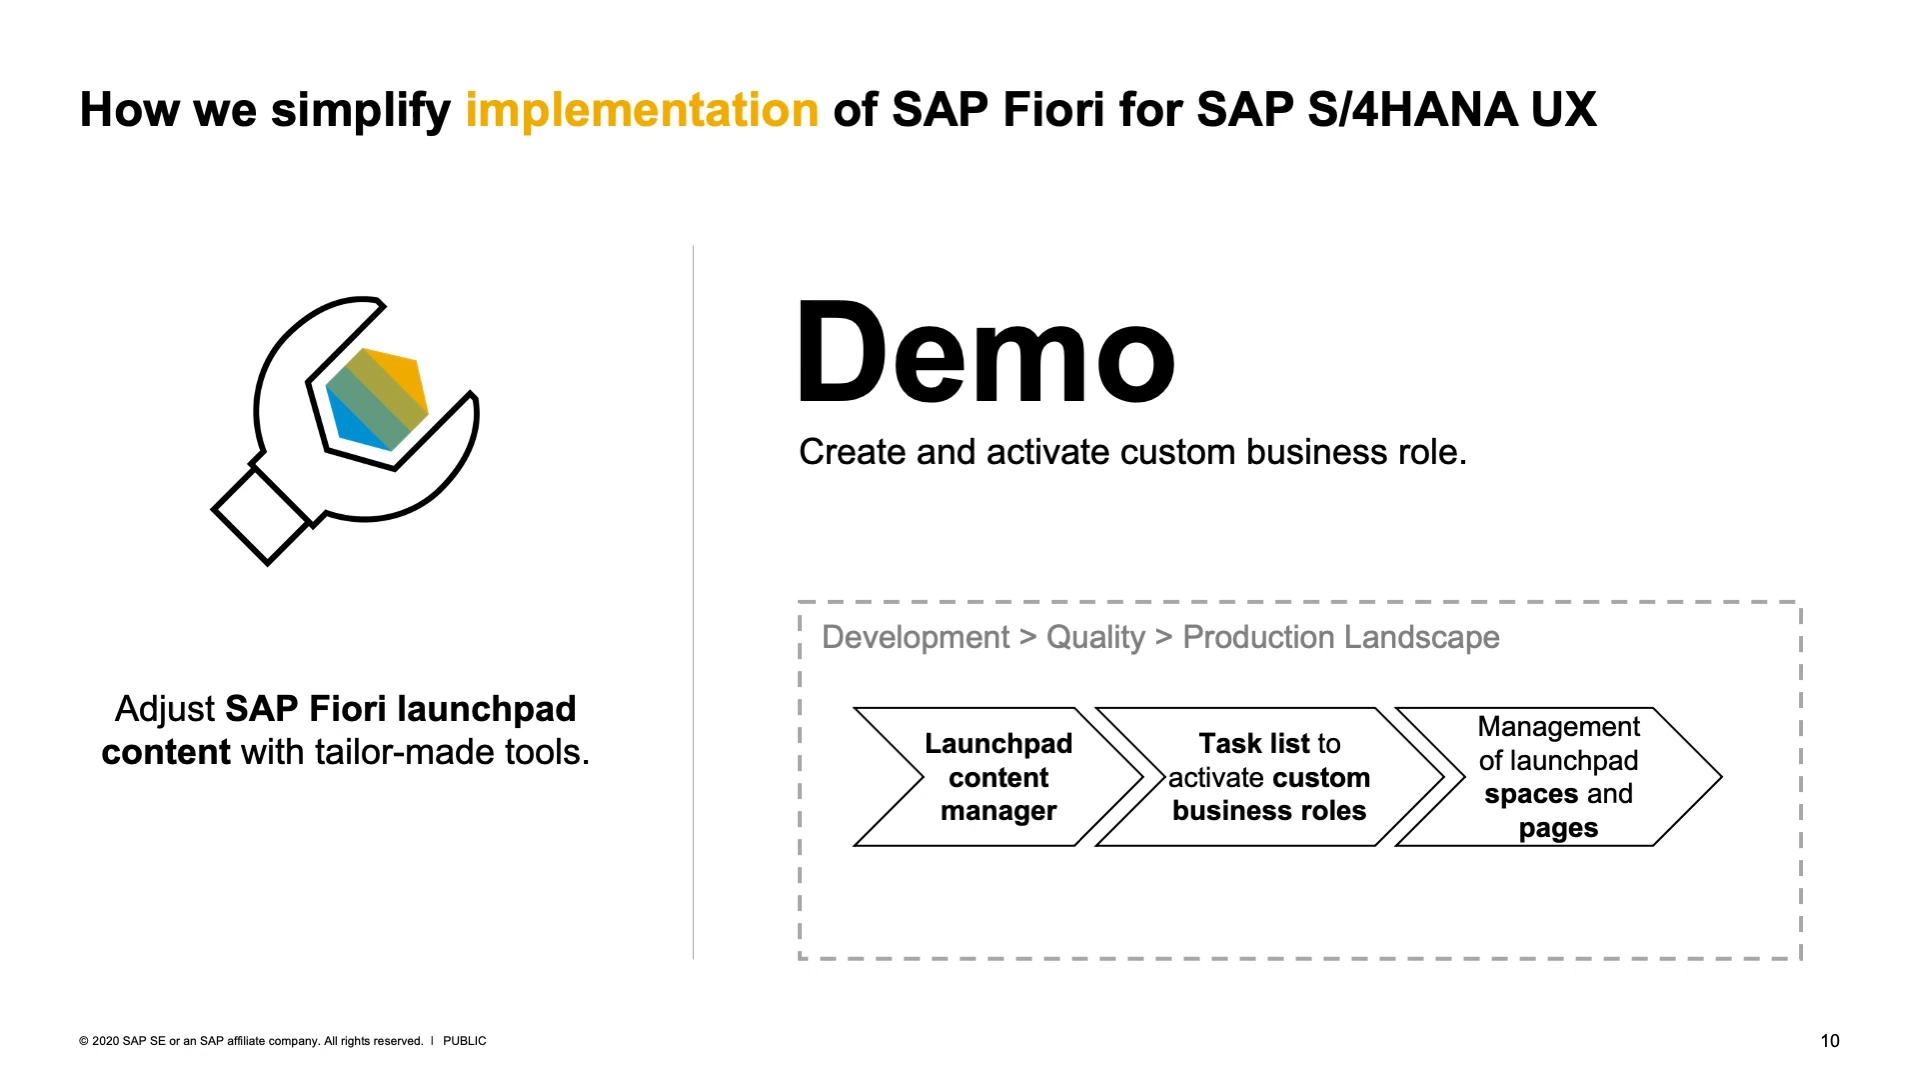 How we simplify implementation of SAP Fiori for SAP S/4HANA UX
Adjust SAP Fiori launchpad
content with tailor-made tools.
Demo
Create and activate custom business role.
Development > Quality > Production Landscape
Launchpad
content
manager
Task list to
activate custom
business roles
Management
of launchpad
spaces and
pages
© 2020 SAP SE or an SAP affiliate company. All rights reserved. | PUBLIC
10